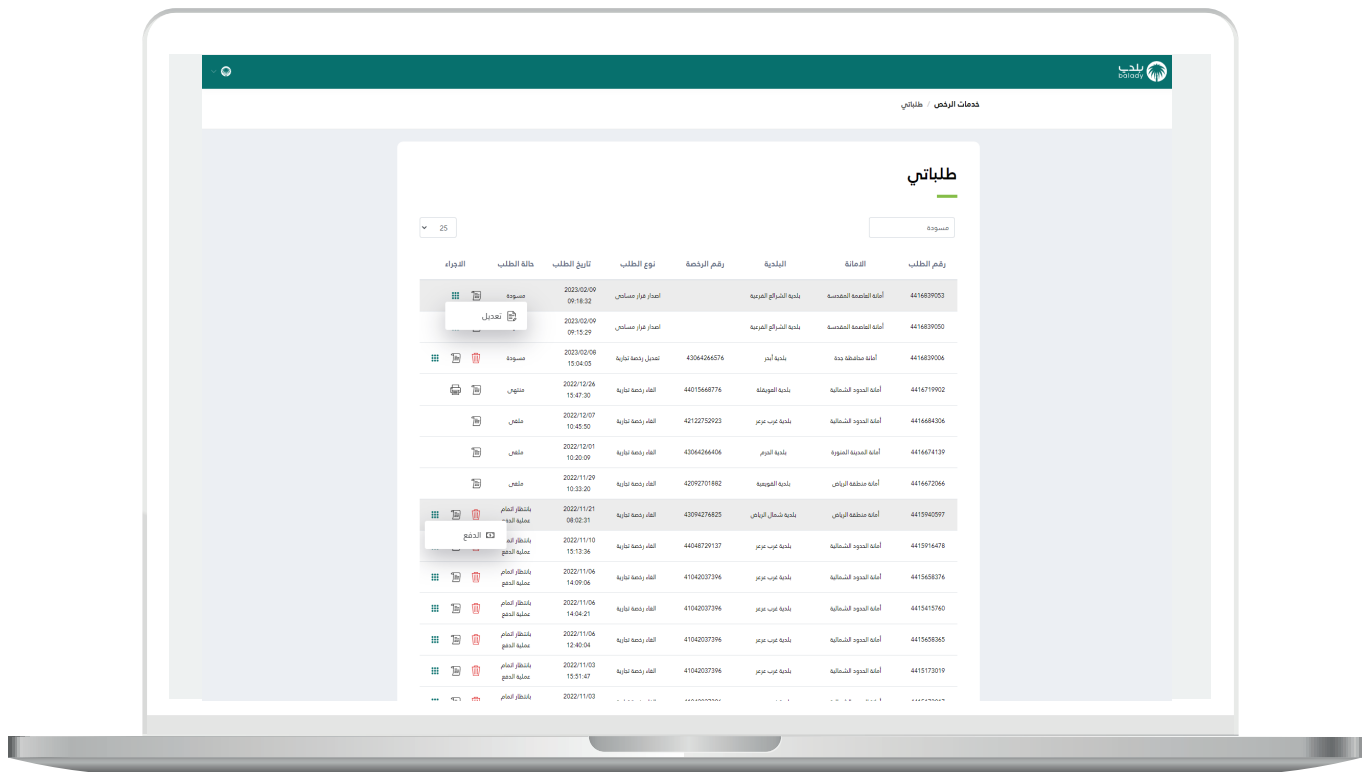 بلدي
balady
خدمات الرخص / طلباتي
طلباتي
مسودة
25
رقم الطلب الامانة البلدية رقم الرخصة نوع الطلب تاريخ الطلب حالة الطلب الاجراء
4416839053 أمانة العاصمة المقدسة بلدية الشرائع الفرعية اصدار قرار مساحي 2023/02/09 09:18:32 مسودة
تعديل
4416839050 أمانة العاصمة المقدسة بلدية الشرائع الفرعية اصدار قرار مساحي 2023/02/09 09:15:29
4416839006 أمانة محافظة جدة بلدية أبحر 43064266576 تعديل رخصة تجارية 2023/02/08 15:04:05 مسودة
4416719902 أمانة الحدود الشمالية بلدية العويقلة 44015668776 الغاء رخصة تجارية 2022/12/26 15:47:30 منتهي
4416684306 أمانة الحدود الشمالية بلدية غرب عرعر 42122752923 الغاء رخصة تجارية 2022/12/07 10:45:50 ملغى
4416674139 أمانة المدينة المنورة بلدية الحرم 43064266406 الغاء رخصة تجارية 2022/12/01 10:20:09 ملغى
4416672066 أمانة منطقة الرياض بلدية القويعية 42092701882 الغاء رخصة تجارية 2022/11/29 10:33:20 ملغى
4415940597 أمانة منطقة الرياض بلدية شمال الرياض 43094276825 الغاء رخصة تجارية 2022/11/21 08:02:31 بانتظار اتمام عملية الدفع
الدفع
4415916478 أمانة الحدود الشمالية بلدية غرب عرعر 44048729137 الغاء رخصة تجارية 2022/11/10 15:13:36 بانتظار اتمام عملية الدفع
4415658376 أمانة الحدود الشمالية بلدية غرب عرعر 41042037396 الغاء رخصة تجارية 2022/11/06 14:09:06 بانتظار اتمام عملية الدفع
4415415760 أمانة الحدود الشمالية بلدية غرب عرعر 41042037396 الغاء رخصة تجارية 2022/11/06 14:04:21 بانتظار اتمام عملية الدفع
4415658365 أمانة الحدود الشمالية بلدية غرب عرعر 41042037396 الغاء رخصة تجارية 2022/11/06 12:40:04 بانتظار اتمام عملية الدفع
4415173019 أمانة الحدود الشمالية بلدية غرب عرعر 41042037396 الغاء رخصة تجارية 2022/11/03 15:51:47 بانتظار اتمام عملية الدفع
2022/11/03 بانتظار اتمام